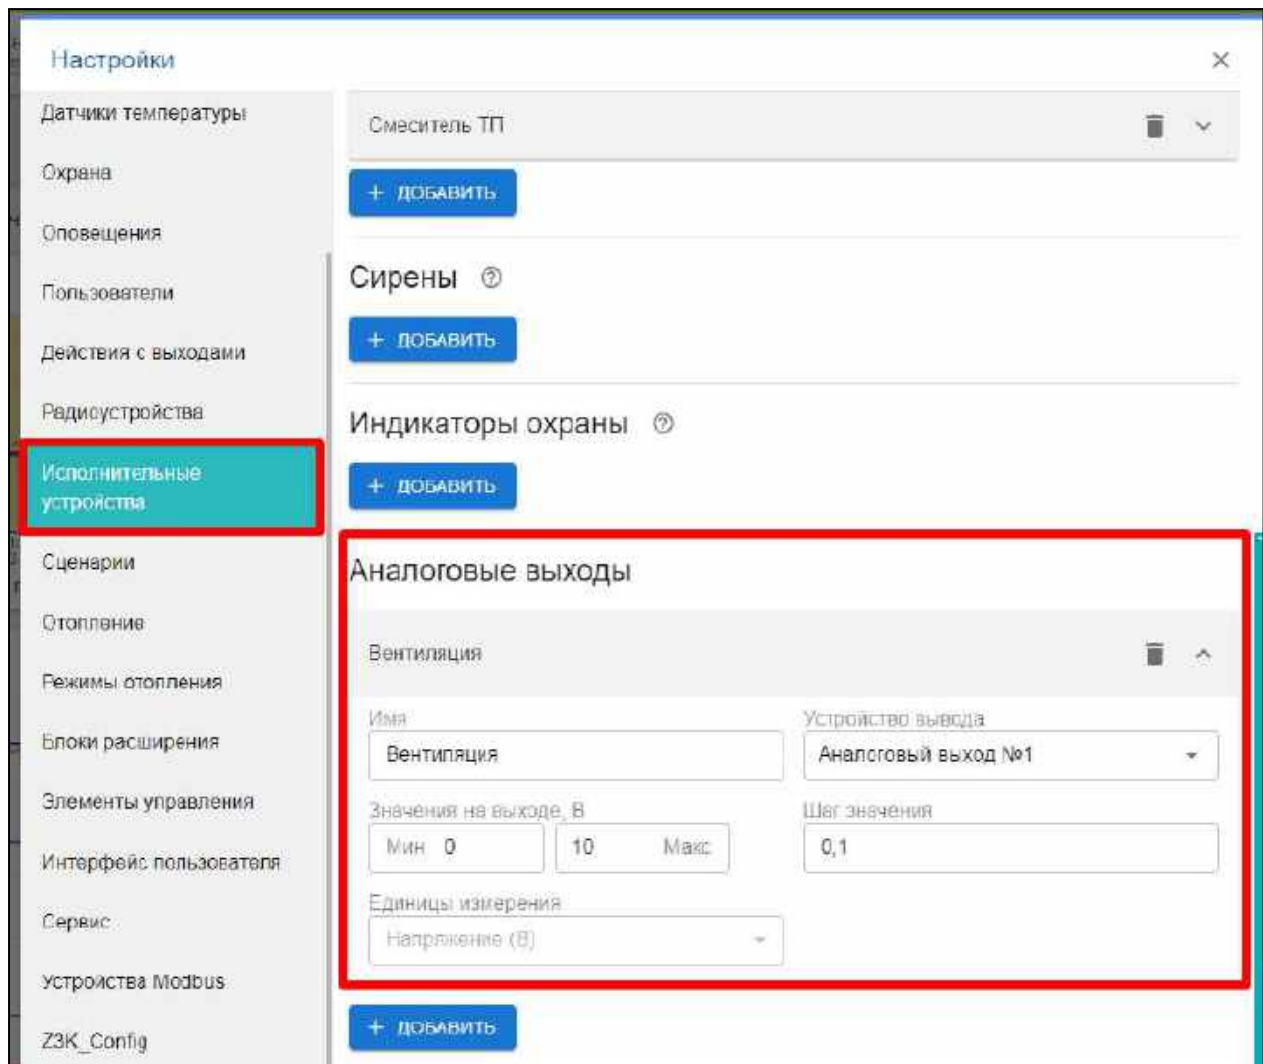 Настройки
Датчики температуры
Охрана
Оповещения
Пользователи
Действия с выходами
Радиоустройства
Исполнительные
устройства
Сценарии
Отопление
Режимы отопления
Блоки расширения
Элементы управления
Интерфейс пользователя
Сервис
Устройства Modbus
ZЗК_Config
Смеситель ТП
+ ДОБАВИТЬ
Сирены
+ ДОБАВИТЬ
Индикаторы охраны
+ ДОБАВИТЬ
Аналоговые выходы
Вентиляция
Имя
Вентиляция
Устройство вывода
Аналоговый выход №1
Значения на выходе, В
Мин 0
10 Макс
Шаг значения
0,1
Единицы измерения
Напряжение (В)
+ ДОБАВИТЬ